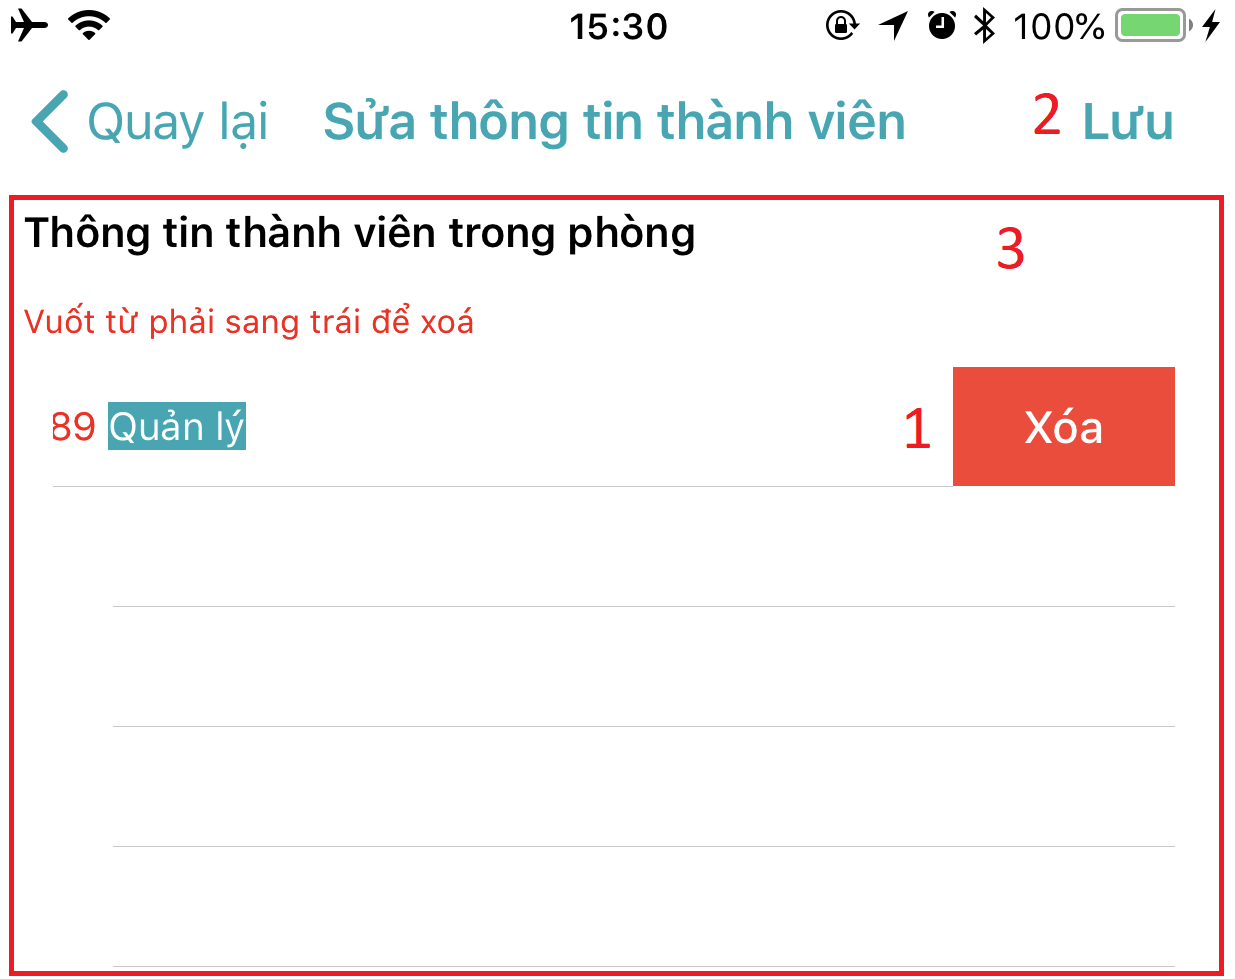 15:30 100%
Quay lại Sửa thông tin thành viên 2 Lưu
Thông tin thành viên trong phòng
3
Vuốt từ phải sang trái để xoá
89 Quản lý 1 Xóa